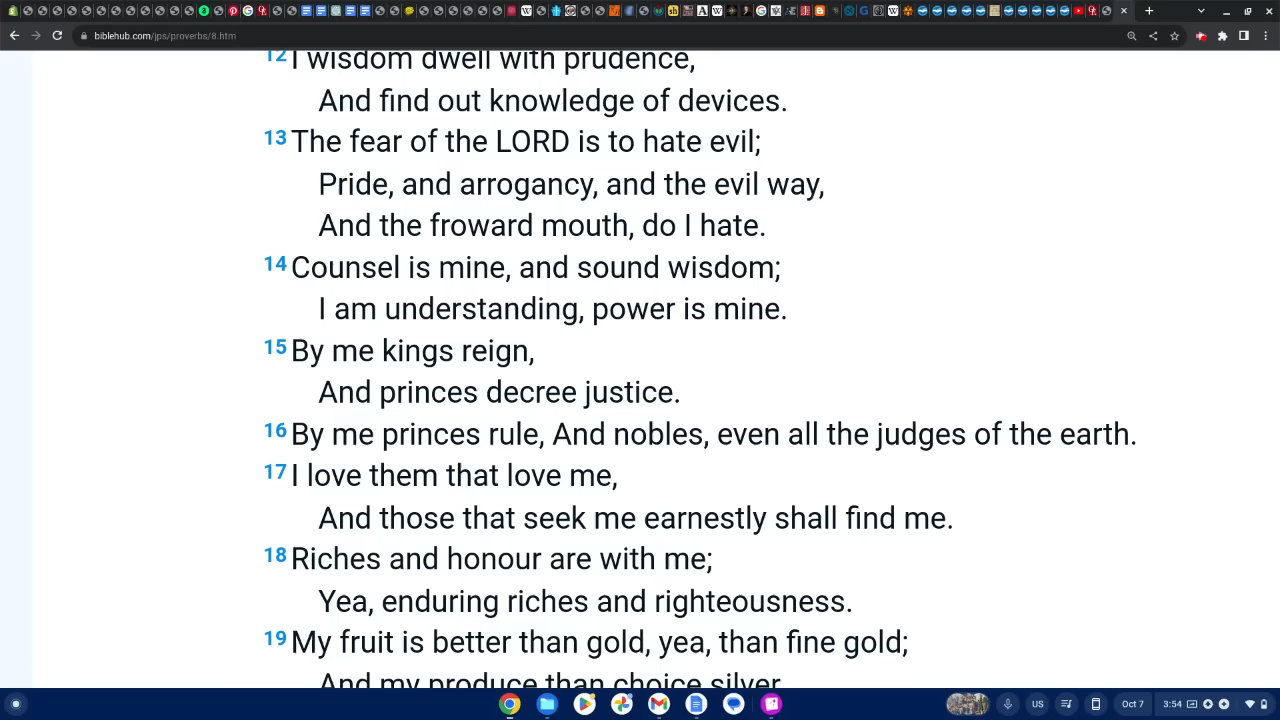 biblehub.com/jps/proverbs/8.htm
12 I wisdom dwell with prudence,
And find out knowledge of devices.
13 The fear of the LORD is to hate evil;
Pride, and arrogancy, and the evil way,
And the froward mouth, do I hate.
14 Counsel is mine, and sound wisdom;
I am understanding, power is mine.
15 By me kings reign,
And princes decree justice.
16 By me princes rule, And nobles, even all the judges of the earth.
17 I love them that love me,
And those that seek me earnestly shall find me.
18 Riches and honour are with me;
Yea, enduring riches and righteousness.
19 My fruit is better than gold, yea, than fine gold;
And my produce than choice silver
US Oct 7 3:54